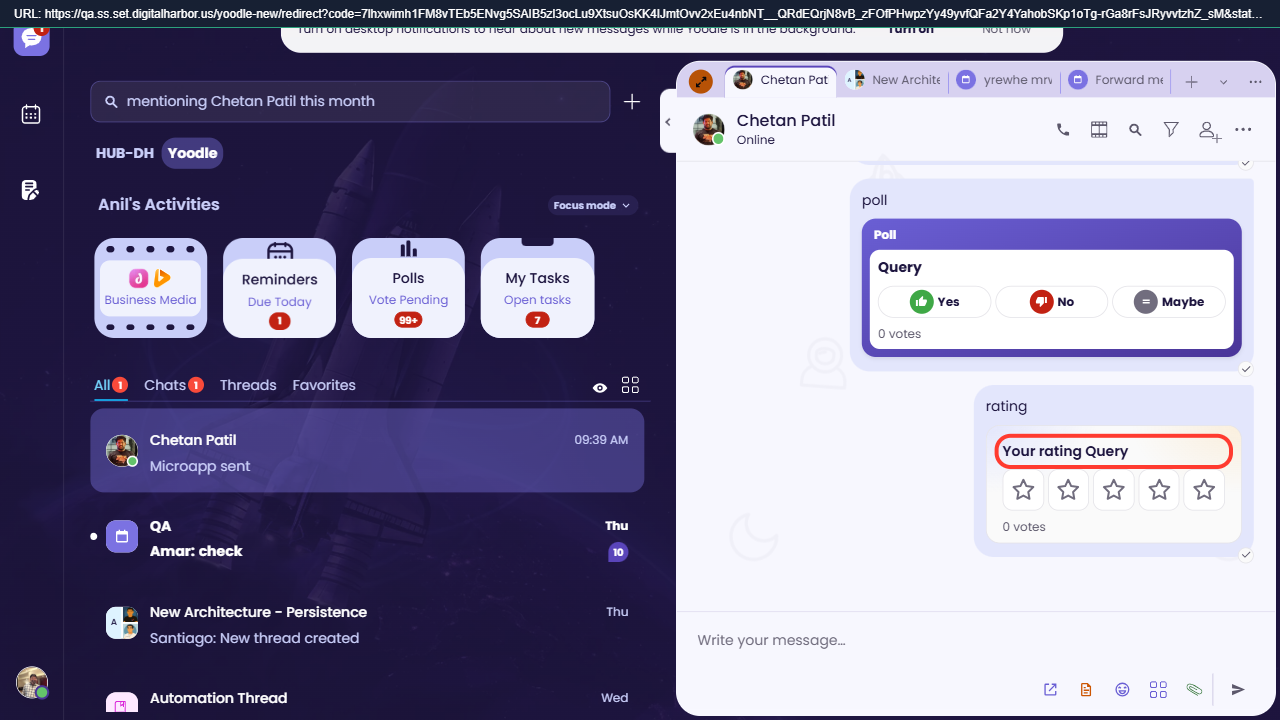 URL: https://qa.ss.set.digitalharbor.us/yoodle-new/redirect?code=
1
Turn on desktop notifications to hear about new messages while Yoodle is in the background. Turn on Not now
mentioning Chetan Patil this month
HUB-DH Yoodle
Anil's Activities Focus mode
Business Media
Reminders
Due Today
1
Polls
Vote Pending
99+
My Tasks
Open tasks
7
All 1 Chats 1 Threads Favorites
Chetan Patil 09:39 AM
Microapp sent
QA Thu
Amar: check 10
New Architecture - Persistence Thu
Santiago: New thread created
Automation Thread Wed
Chetan Pat New Archite yrewhe mrv Forward me
Chetan Patil
Online
poll
Poll
Query
Yes No Maybe
0 votes
rating
Your rating Query
0 votes
Write your message...